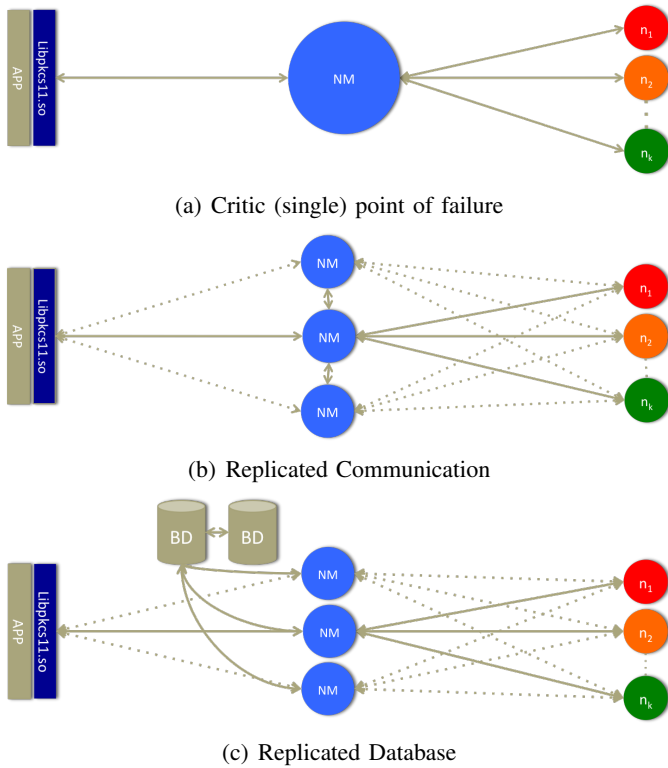 APP
Libpkcs11.so
NM
n1
n2
nk
(a) Critic (single) point of failure
APP
Libpkcs11.so
NM
NM
NM
n1
n2
nk
(b) Replicated Communication
BD
BD
APP
Libpkcs11.so
NM
NM
NM
n1
n2
nk
(c) Replicated Database